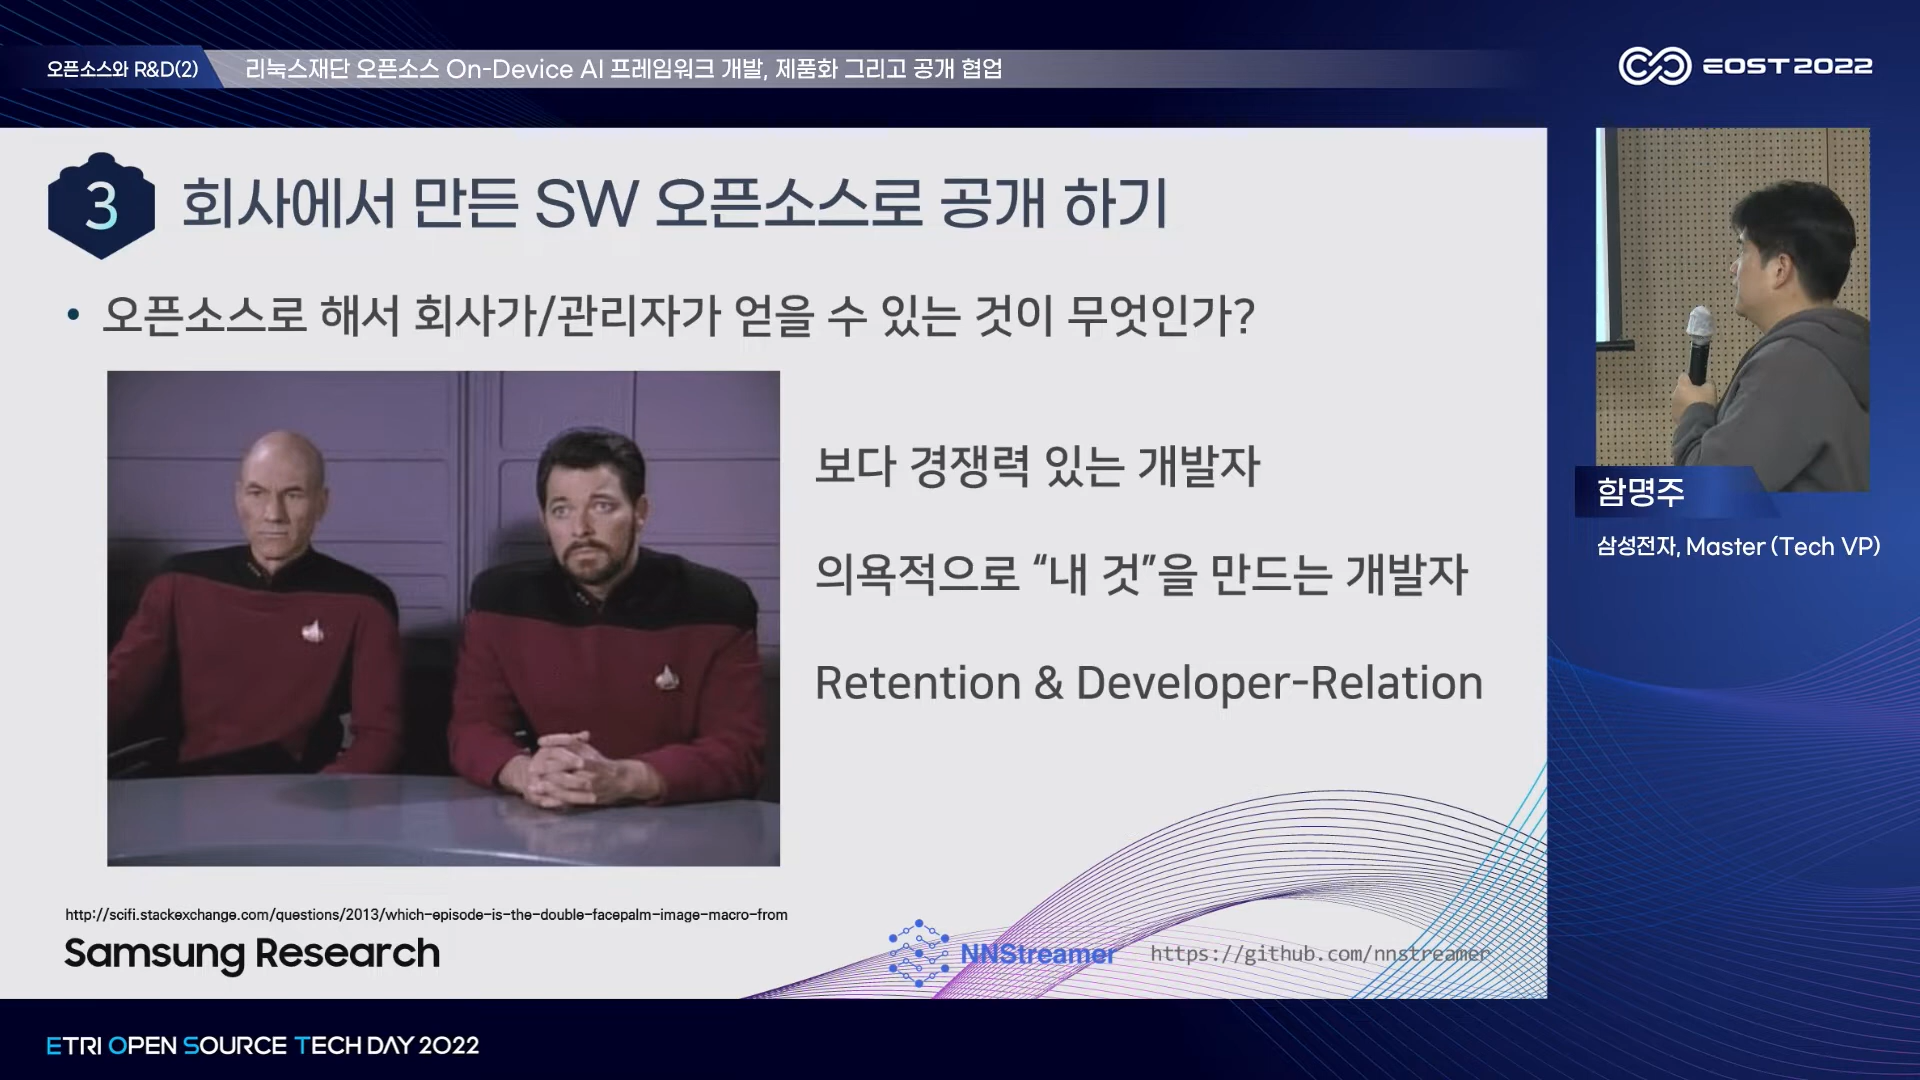 오픈소스와 R&D(2)
리눅스재단 오픈소스 On-Device AI 프레임워크 개발, 제품화 그리고 공개 협업
EOST2022
3
회사에서 만든 SW 오픈소스로 공개 하기
• 오픈소스로 해서 회사가/관리자가 얻을 수 있는 것이 무엇인가?
보다 경쟁력 있는 개발자
의욕적으로 “내 것”을 만드는 개발자
Retention & Developer-Relation
함명주
삼성전자, Master (Tech VP)
http://scifi.stackexchange.com/questions/2013/which-episode-is-the-double-facepalm-image-macro-from
Samsung Research
NNStreamer
https://github.com/nnstreamer
ETRI OPEN SOURCE TECH DAY 2022